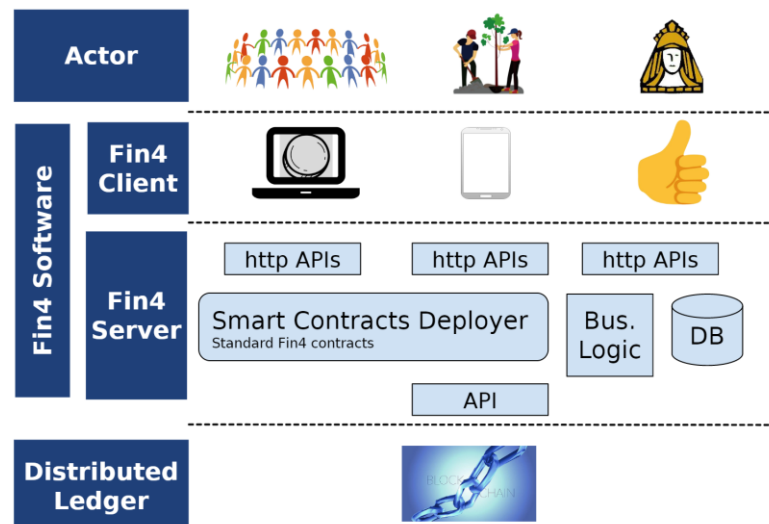 Actor
Fin4 Software
Fin4
Client
Fin4
Server
http APIs
http APIs
http APIs
Smart Contracts Deployer
Standard Fin4 contracts
Bus.
Logic
DB
API
Distributed
Ledger
BLOCK
CHAIN